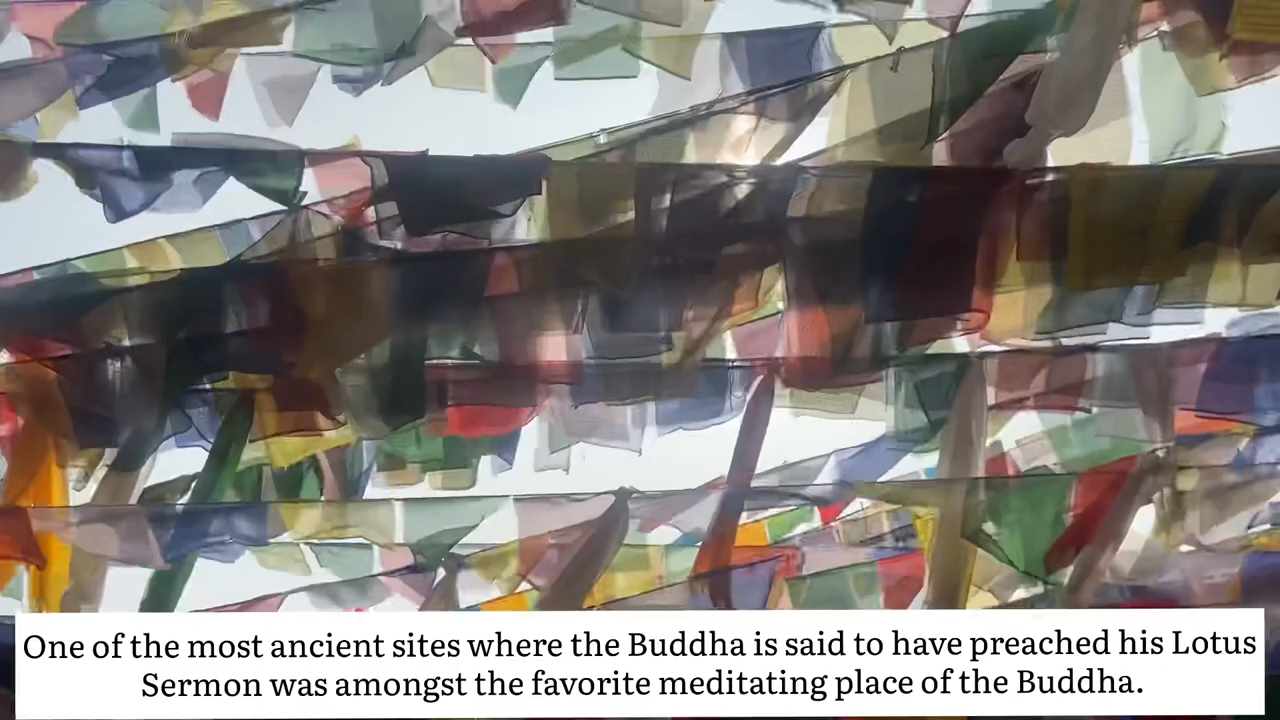 One of the most ancient sites where the Buddha is said to have preached his Lotus
Sermon was amongst the favorite meditating place of the Buddha.